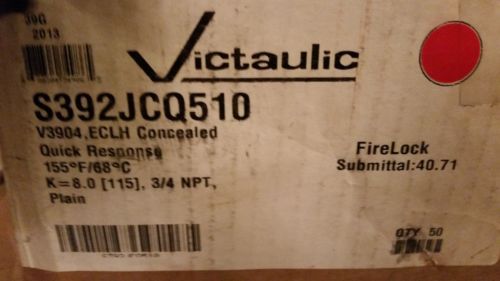 39G
2013
Victaulic
S392JCQ510
V3904,ECLH Concealed
Quick Response
155°F/68°C
K=8.0 [115], 3/4 NPT,
Plain
FireLock
Submittal:40.71
QTY 50